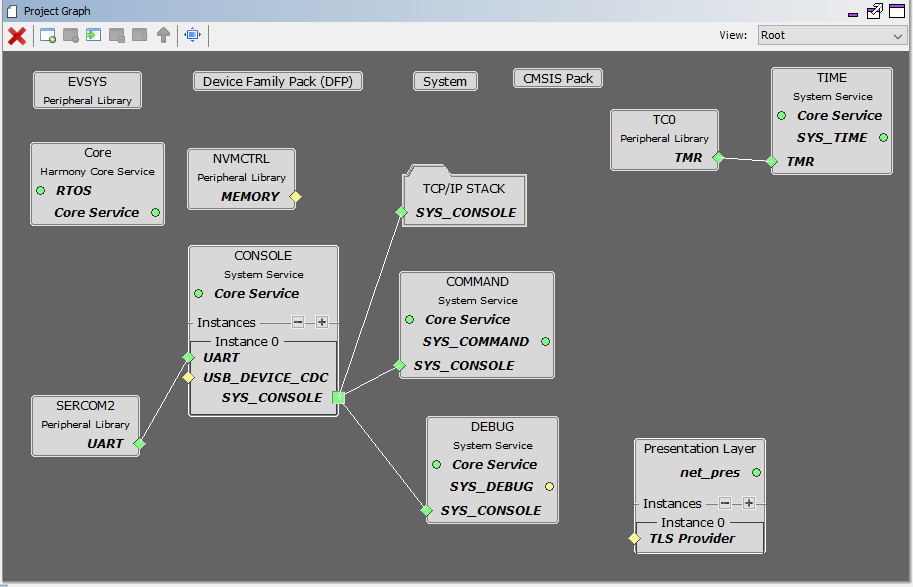 Project Graph
View: Root
EVSYS
Peripheral Library
Device Family Pack (DFP)
System
CMSIS Pack
TIME
System Service
Core Service
SYS_TIME
TMR
TC0
Peripheral Library
TMR
Core
Harmony Core Service
RTOS
Core Service
NVMCTRL
Peripheral Library
MEMORY
TCP/IP STACK
SYS_CONSOLE
CONSOLE
System Service
Core Service
Instances
Instance 0
UART
USB_DEVICE_CDC
SYS_CONSOLE
COMMAND
System Service
Core Service
SYS_COMMAND
SYS_CONSOLE
SERCOM2
Peripheral Library
UART
DEBUG
System Service
Core Service
SYS_DEBUG
SYS_CONSOLE
Presentation Layer
net_pres
Instances
Instance 0
TLS Provider